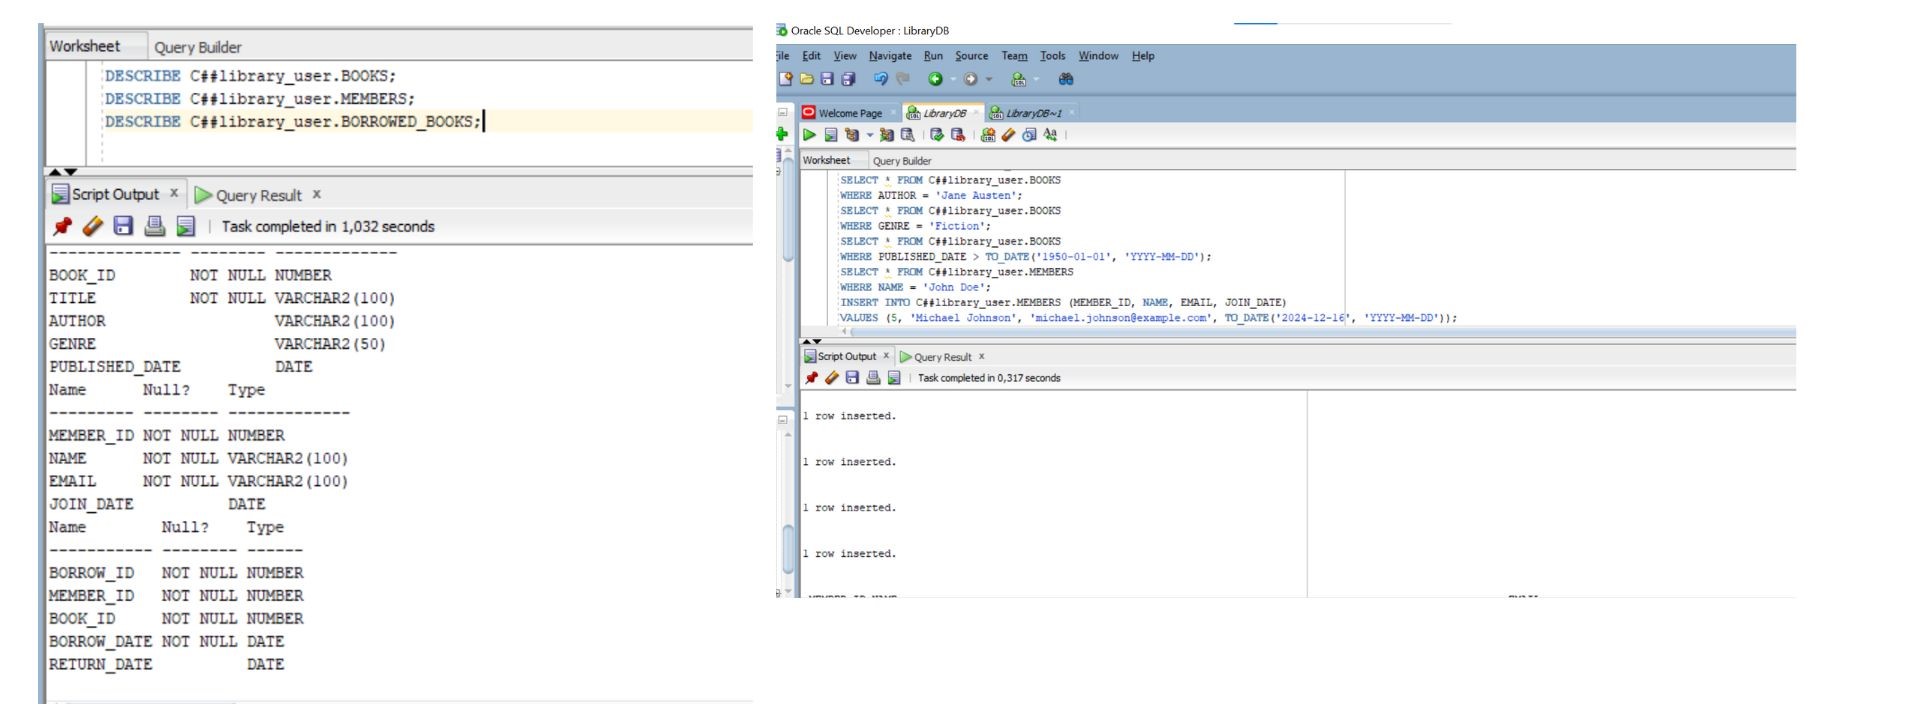 Worksheet Query Builder
DESCRIBE C##library_user.BOOKS;
DESCRIBE C##library_user.MEMBERS;
DESCRIBE C##library_user.BORROWED_BOOKS;
Script Output x Query Result x
Task completed in 1,032 seconds
------------- -------- -------------
BOOK_ID NOT NULL NUMBER
TITLE NOT NULL VARCHAR2(100)
AUTHOR VARCHAR2(100)
GENRE VARCHAR2(50)
PUBLISHED_DATE DATE
Name Null? Type
--------- -------- -------------
MEMBER_ID NOT NULL NUMBER
NAME NOT NULL VARCHAR2(100)
EMAIL NOT NULL VARCHAR2(100)
JOIN_DATE DATE
Name Null? Type
----------- -------- ------
BORROW_ID NOT NULL NUMBER
MEMBER_ID NOT NULL NUMBER
BOOK_ID NOT NULL NUMBER
BORROW_DATE NOT NULL DATE
RETURN_DATE DATE
Oracle SQL Developer : LibraryDB
Edit View Navigate Run Source Team Tools Window Help
Welcome Page LibraryDB LibraryDB~1
Worksheet Query Builder
SELECT * FROM C##library_user.BOOKS
WHERE AUTHOR = 'Jane Austen';
SELECT * FROM C##library_user.BOOKS
WHERE GENRE = 'Fiction';
SELECT * FROM C##library_user.BOOKS
WHERE PUBLISHED_DATE > TO_DATE('1950-01-01', 'YYYY-MM-DD');
SELECT * FROM C##library_user.MEMBERS
WHERE NAME = 'John Doe';
INSERT INTO C##library_user.MEMBERS (MEMBER_ID, NAME, EMAIL, JOIN_DATE)
VALUES (5, 'Michael Johnson', 'michael.johnson@example.com', TO_DATE('2024-12-16', 'YYYY-MM-DD'));
Script Output x Query Result x
Task completed in 0,317 seconds
1 row inserted.
1 row inserted.
1 row inserted.
1 row inserted.